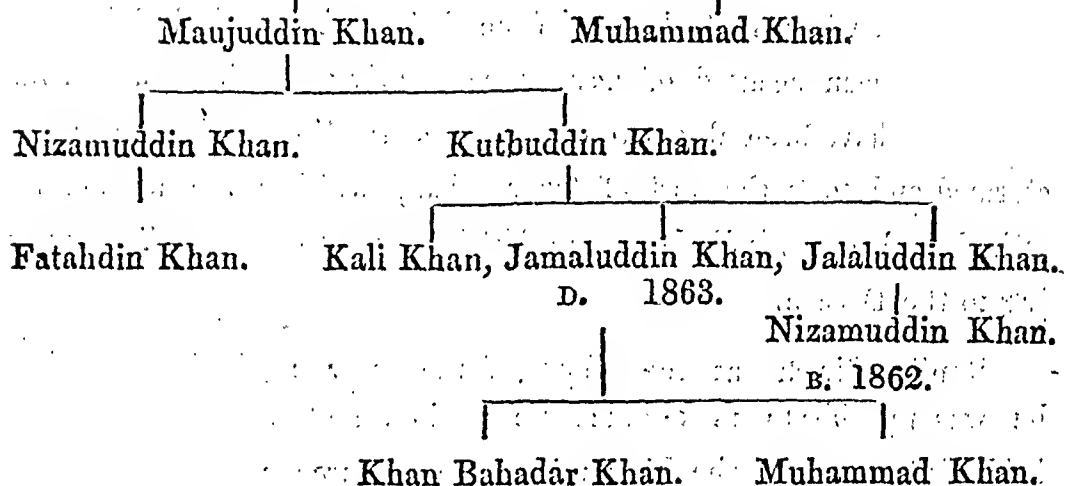 Maujuddin Khan. Muhammad Khan.
Nizamuddin Khan. Kutbuddin Khan.
Fatahdin Khan. Kali Khan, Jamaluddin Khan, Jalaluddin Khan.
D. 1863.
Nizamuddin Khan.
B. 1862.
Khan Bahadar Khan. Muhammad Khan.